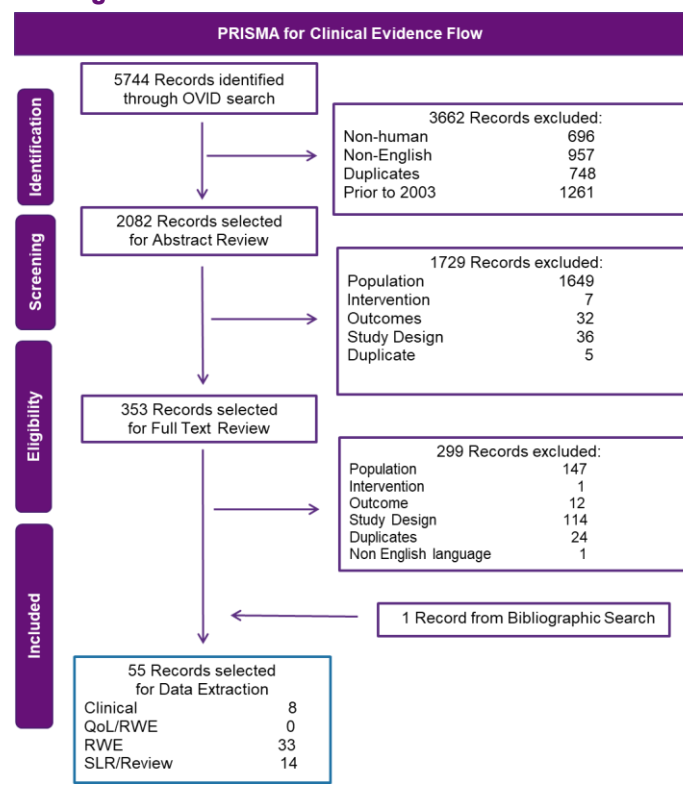 PRISMA for Clinical Evidence Flow
Identification
5744 Records identified
through OVID search
3662 Records excluded:
Non-human 696
Non-English 957
Duplicates 748
Prior to 2003 1261
Screening
2082 Records selected
for Abstract Review
1729 Records excluded:
Population 1649
Intervention 7
Outcomes 32
Study Design 36
Duplicate 5
Eligibility
353 Records selected
for Full Text Review
299 Records excluded:
Population 147
Intervention 1
Outcome 12
Study Design 114
Duplicates 24
Non English language 1
Included
1 Record from Bibliographic Search
55 Records selected
for Data Extraction
Clinical 8
QoL/RWE 0
RWE 33
SLR/Review 14